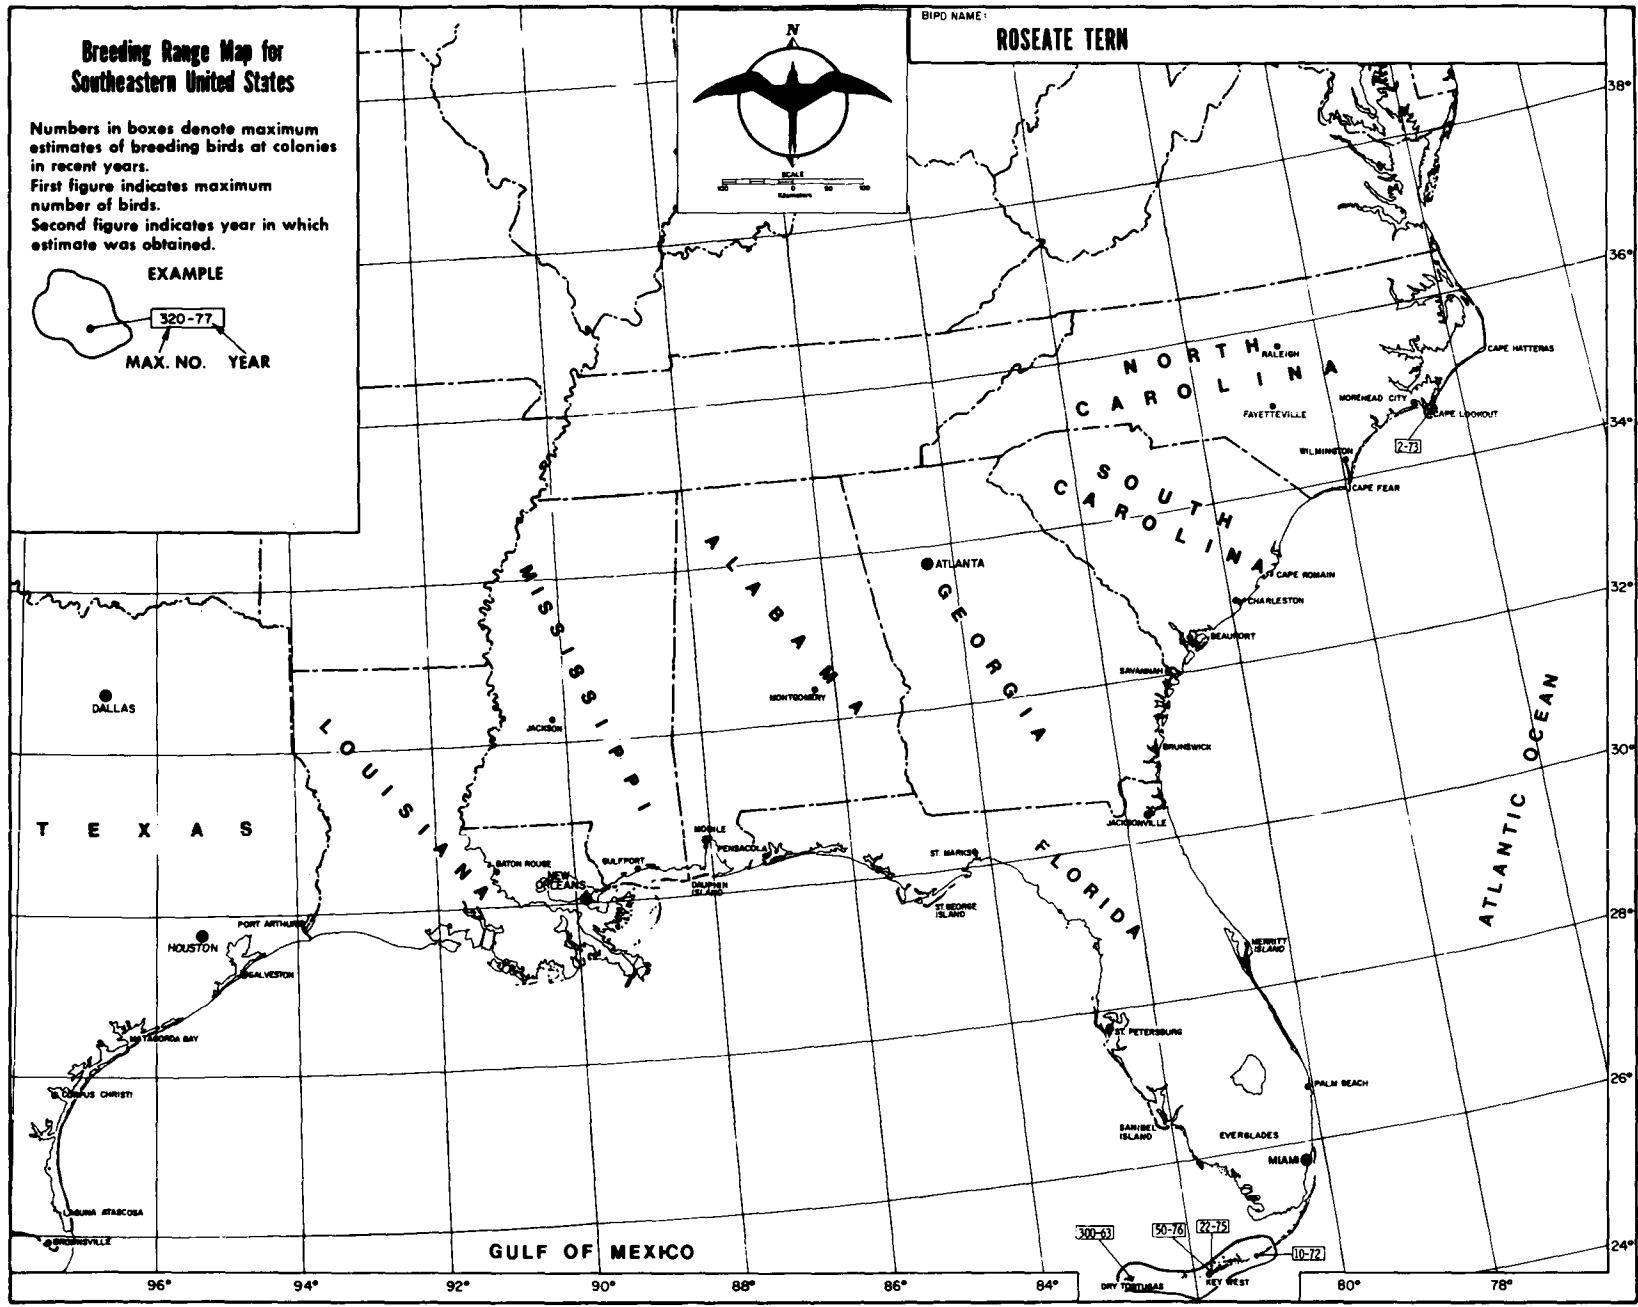 Breeding Range Map for
Southeastern United States
Numbers in boxes denote maximum
estimates of breeding birds at colonies
in recent years.
First figure indicates maximum
number of birds.
Second figure indicates year in which
estimate was obtained.
EXAMPLE
320-77
MAX. NO. YEAR
N
SCALE
100 0 50 100
Kilometers
BIRD NAME:
ROSEATE TERN
38°
36°
34°
32°
30°
28°
26°
24°
NORTH
CAROLINA
RALEIGH
FAYETTEVILLE
CAPE HATTERAS
MOREHEAD CITY
CAPE LOOKOUT
2-73
WILMINGTON
CAPE FEAR
SOUTH
CAROLINA
CAPE ROMAIN
CHARLESTON
BEAUFORT
SAVANNAH
BRUNSWICK
JACKSONVILLE
ATLANTA
GEORGIA
ALABAMA
MONTGOMERY
MISSISSIPPI
JACKSON
DALLAS
LOUISIANA
TEXAS
MOBILE
PENSACOLA
DAUPHIN
ISLAND
GULFPORT
BATON ROUGE
NEW
ORLEANS
ST. MARKS
ST. GEORGE
ISLAND
FLORIDA
ATLANTIC OCEAN
PORT ARTHUR
HOUSTON
GALVESTON
MATAGORDA BAY
CORPUS CHRISTI
LAGUNA ATASCOSA
BROWNSVILLE
MERRITT
ISLAND
ST. PETERSBURG
PALM BEACH
SANIBEL
ISLAND
EVERGLADES
MIAMI
300-63
50-76
22-75
10-72
DRY TORTUGAS
KEY WEST
GULF OF MEXICO
96°
94°
92°
90°
88°
86°
84°
80°
78°